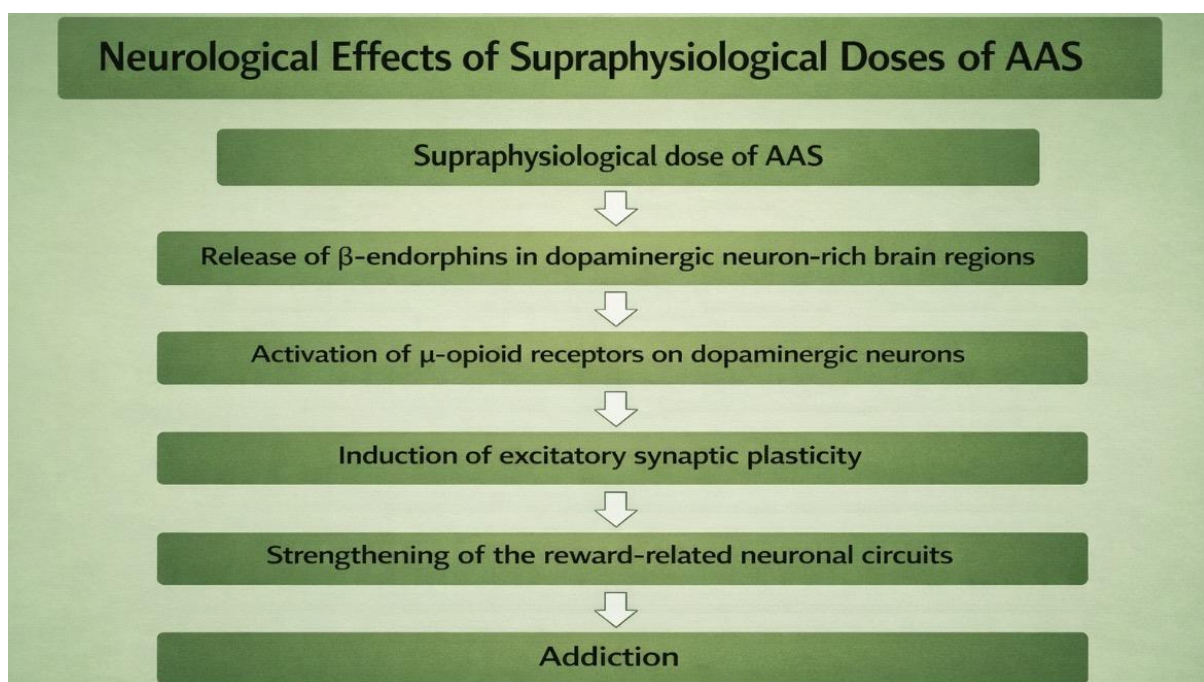 Neurological Effects of Supraphysiological Doses of AAS
Supraphysiological dose of AAS
Release of β-endorphins in dopaminergic neuron-rich brain regions
Activation of μ-opioid receptors on dopaminergic neurons
Induction of excitatory synaptic plasticity
Strengthening of the reward-related neuronal circuits
Addiction